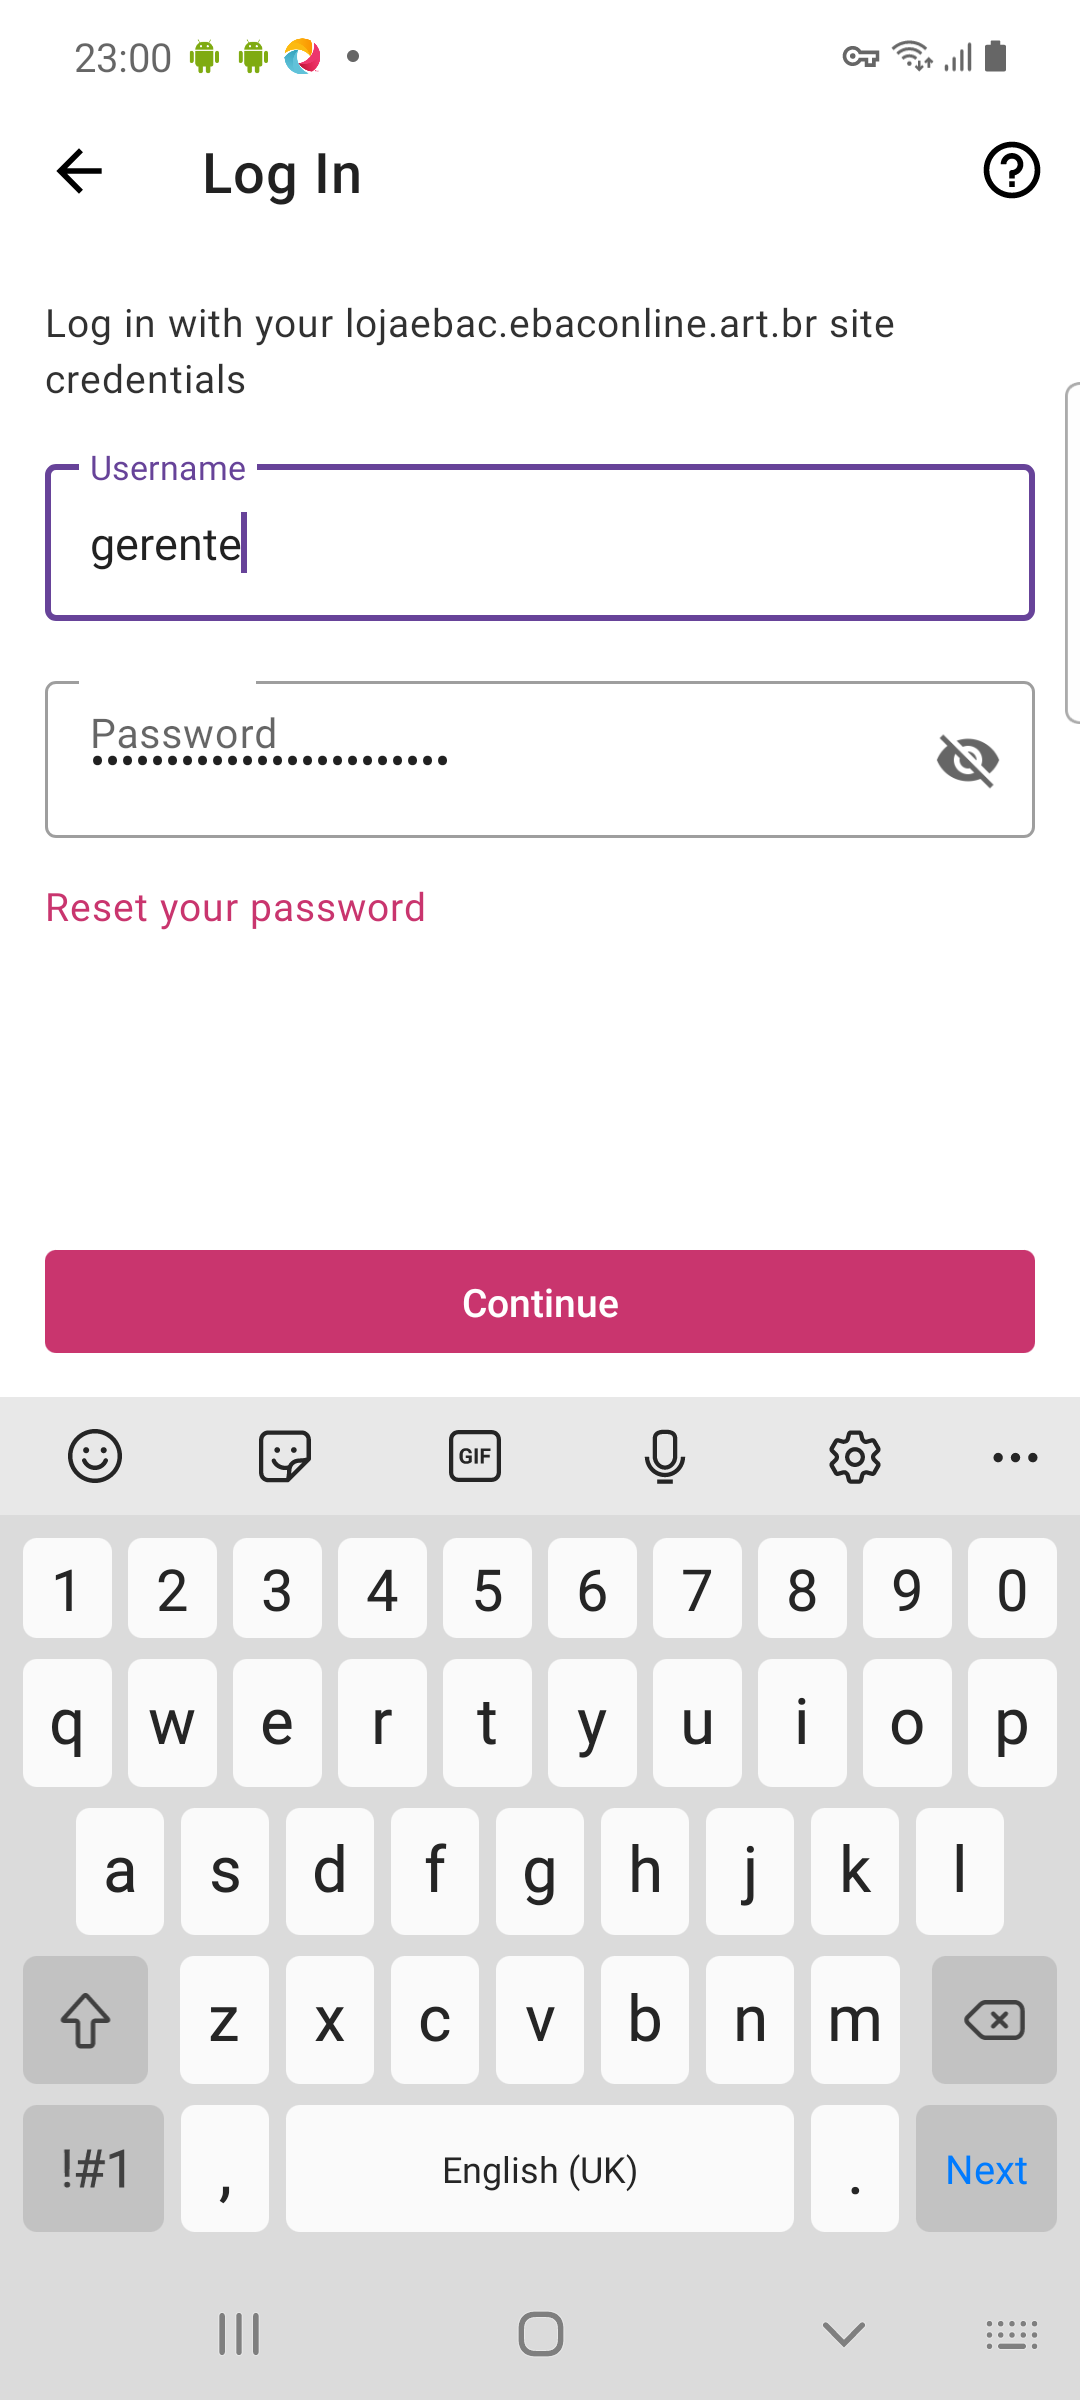 23:00
Log In
Log in with your lojaebac.ebaconline.art.br site
credentials
Username
gerente
Password
Reset your password
Continue
GIF
1 2 3 4 5 6 7 8 9 0
q w e r t y u i o p
a s d f g h j k l
z x c v b n m
!#1 , English (UK) . Next